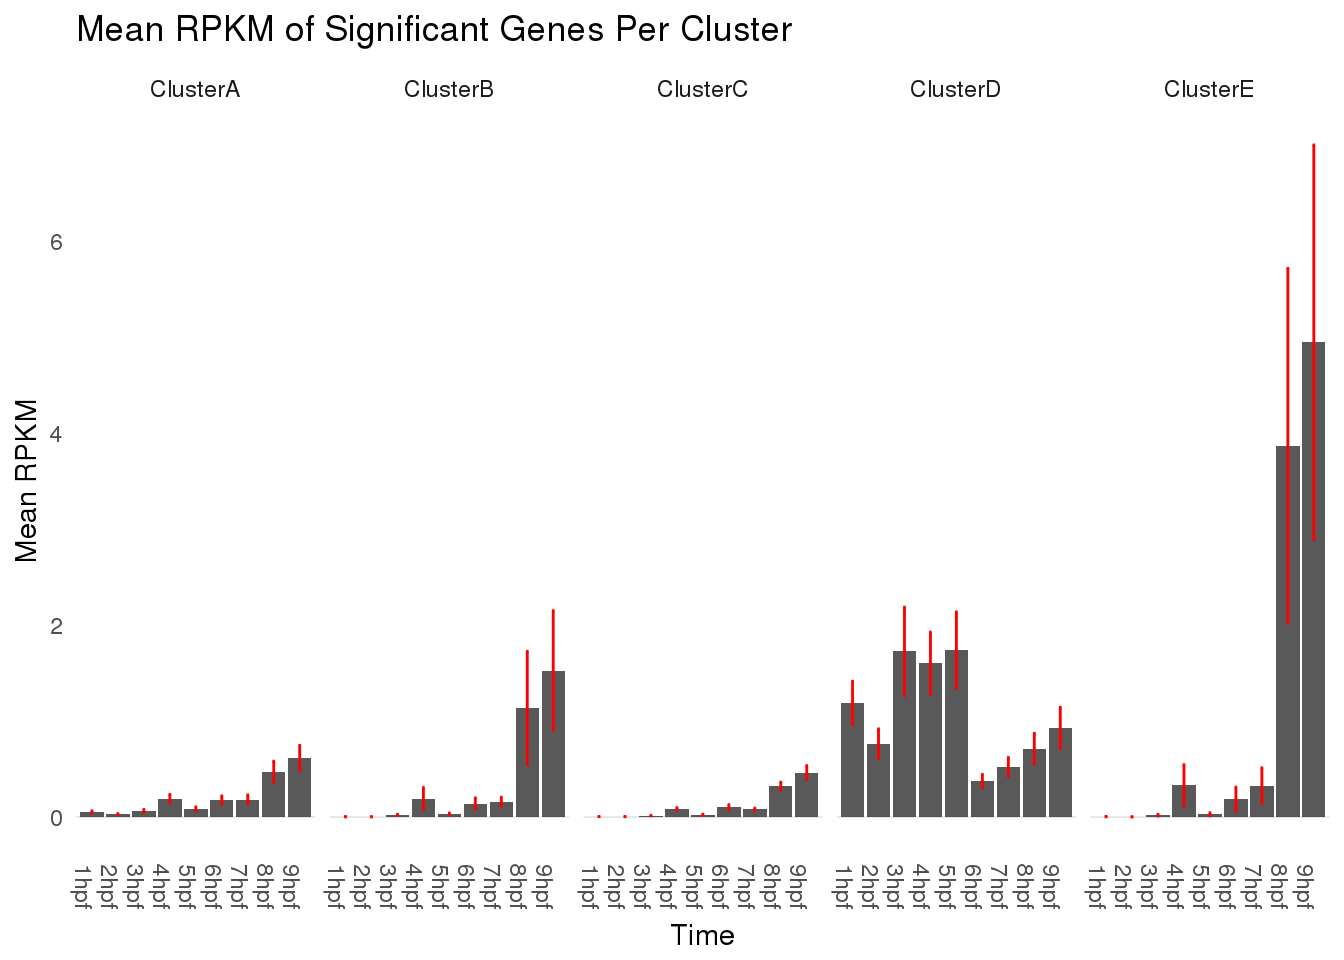 Mean RPKM of Significant Genes Per Cluster
ClusterA ClusterB ClusterC ClusterD ClusterE
6
4
2
0
Mean RPKM
1hpf 2hpf 3hpf 4hpf 5hpf 6hpf 7hpf 8hpf 9hpf 1hpf 2hpf 3hpf 4hpf 5hpf 6hpf 7hpf 8hpf 9hpf 1hpf 2hpf 3hpf 4hpf 5hpf 6hpf 7hpf 8hpf 9hpf 1hpf 2hpf 3hpf 4hpf 5hpf 6hpf 7hpf 8hpf 9hpf 1hpf 2hpf 3hpf 4hpf 5hpf 6hpf 7hpf 8hpf 9hpf
Time